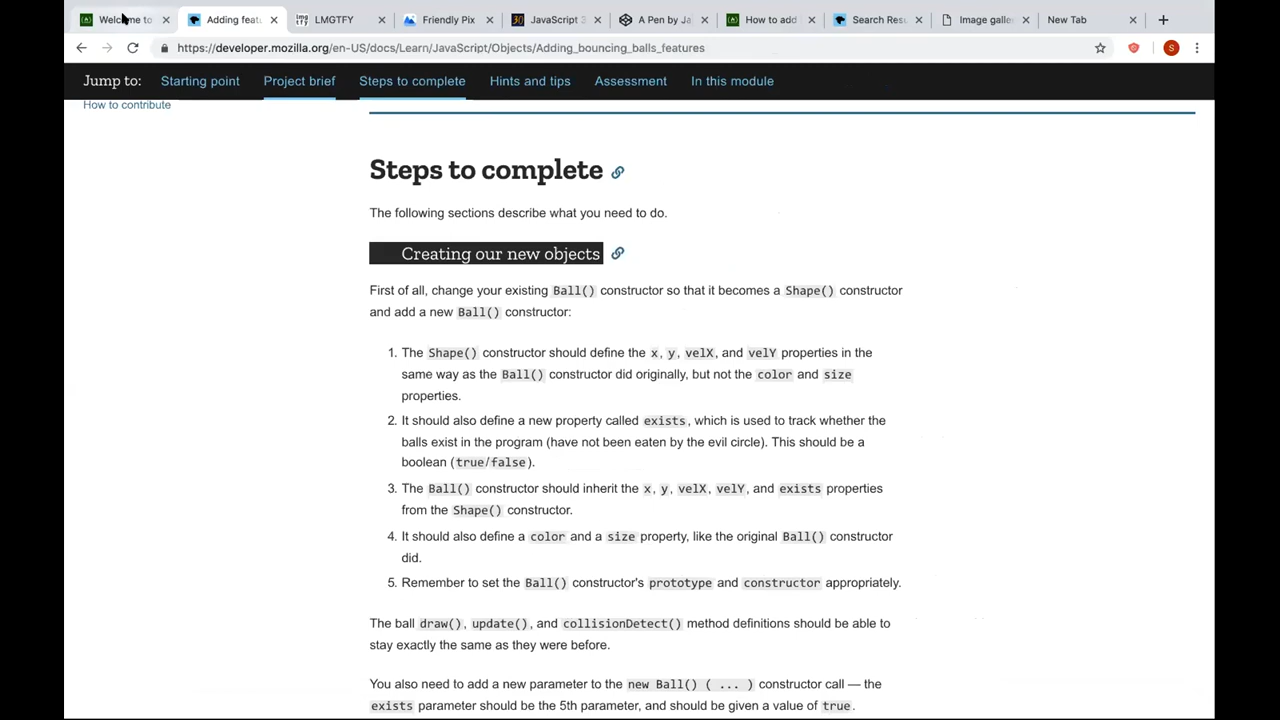 Welcome to
Adding featu
LMGTFY
Friendly Pix
JavaScript 3
A Pen by Ja
How to add
Search Resu
Image galle
New Tab
https://developer.mozilla.org/en-US/docs/Learn/JavaScript/Objects/Adding_bouncing_balls_features
S
Jump to: Starting point Project brief Steps to complete Hints and tips Assessment In this module
How to contribute
Steps to complete
The following sections describe what you need to do.
Creating our new objects
First of all, change your existing Ball() constructor so that it becomes a Shape() constructor
and add a new Ball() constructor:
1. The Shape() constructor should define the x, y, velX, and velY properties in the
same way as the Ball() constructor did originally, but not the color and size
properties.
2. It should also define a new property called exists, which is used to track whether the
balls exist in the program (have not been eaten by the evil circle). This should be a
boolean (true/false).
3. The Ball() constructor should inherit the x, y, velX, velY, and exists properties
from the Shape() constructor.
4. It should also define a color and a size property, like the original Ball() constructor
did.
5. Remember to set the Ball() constructor's prototype and constructor appropriately.
The ball draw(), update(), and collisionDetect() method definitions should be able to
stay exactly the same as they were before.
You also need to add a new parameter to the new Ball() ( ... ) constructor call — the
exists parameter should be the 5th parameter, and should be given a value of true.